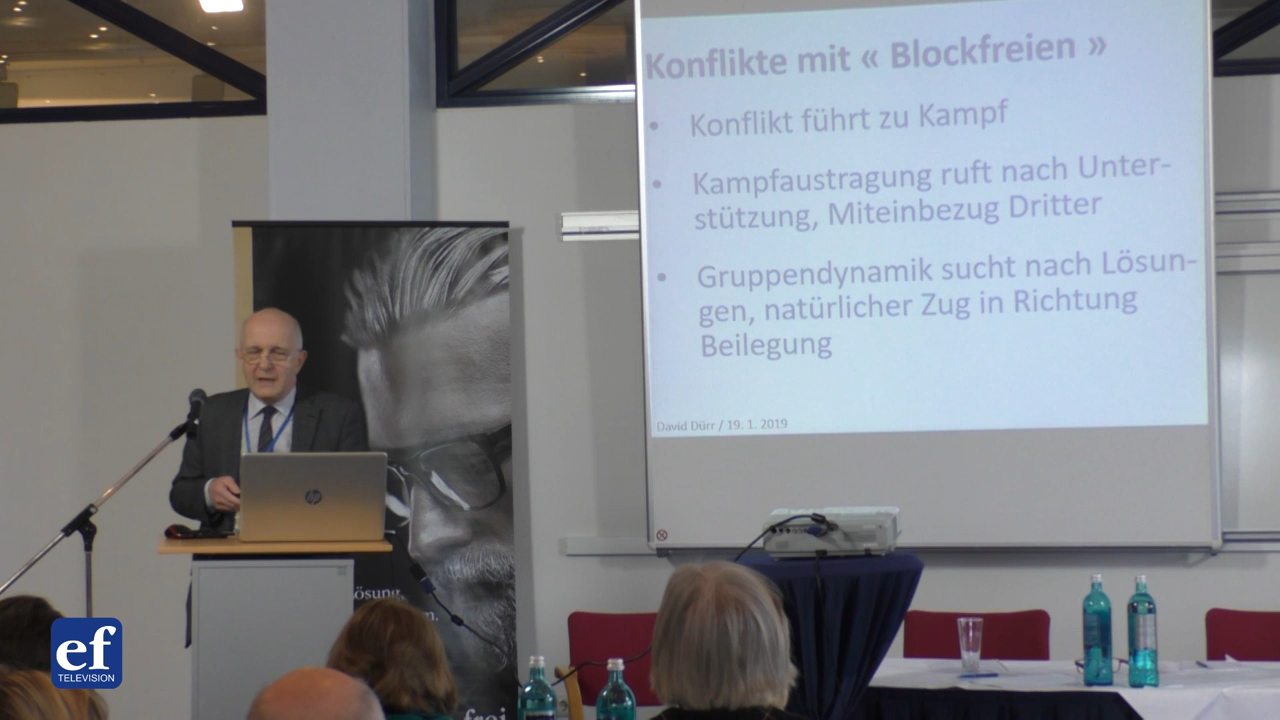 Konflikte mit « Blockfreien »
• Konflikt führt zu Kampf
• Kampfaustragung ruft nach Unter-
stützung, Miteinbezug Dritter
• Gruppendynamik sucht nach Lösun-
gen, natürlicher Zug in Richtung
Beilegung
David Dürr / 19. 1. 2019
hp
ef
TELEVISION